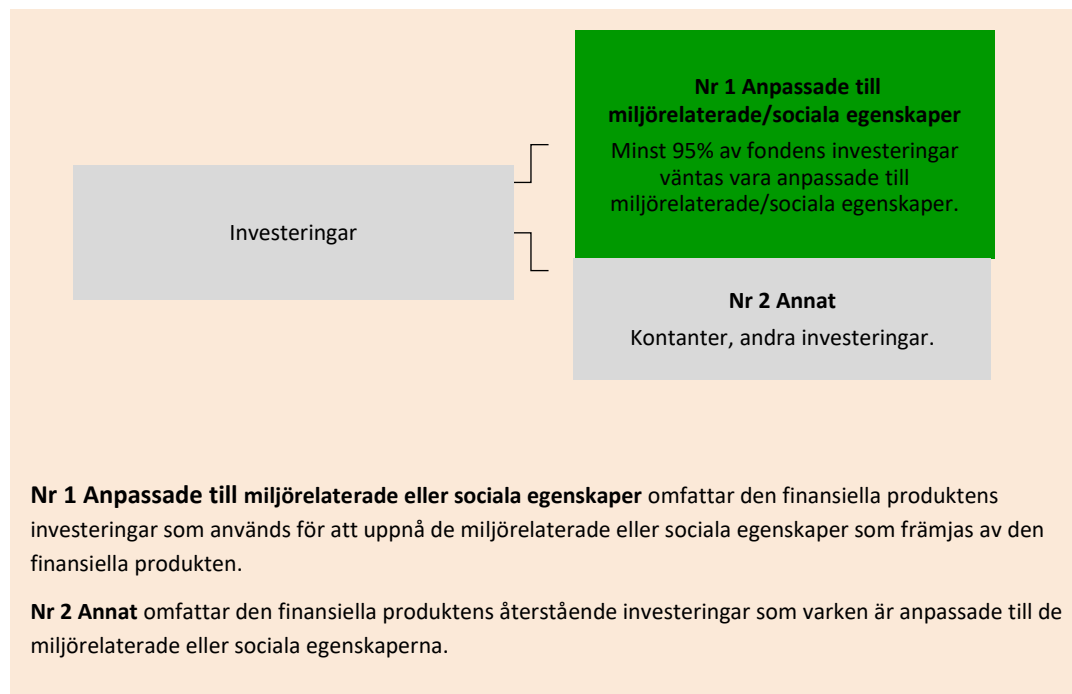 Nr 1 Anpassade till
miljörelaterade/sociala egenskaper
Minst 95% av fondens investeringar
väntas vara anpassade till
miljörelaterade/sociala egenskaper.
Investeringar
Nr 2 Annat
Kontanter, andra investeringar.
Nr 1 Anpassade till miljörelaterade eller sociala egenskaper omfattar den finansiella produktens
investeringar som används för att uppnå de miljörelaterade eller sociala egenskaper som främjas av den
finansiella produkten.
Nr 2 Annat omfattar den finansiella produktens återstående investeringar som varken är anpassade till de
miljörelaterade eller sociala egenskaperna.